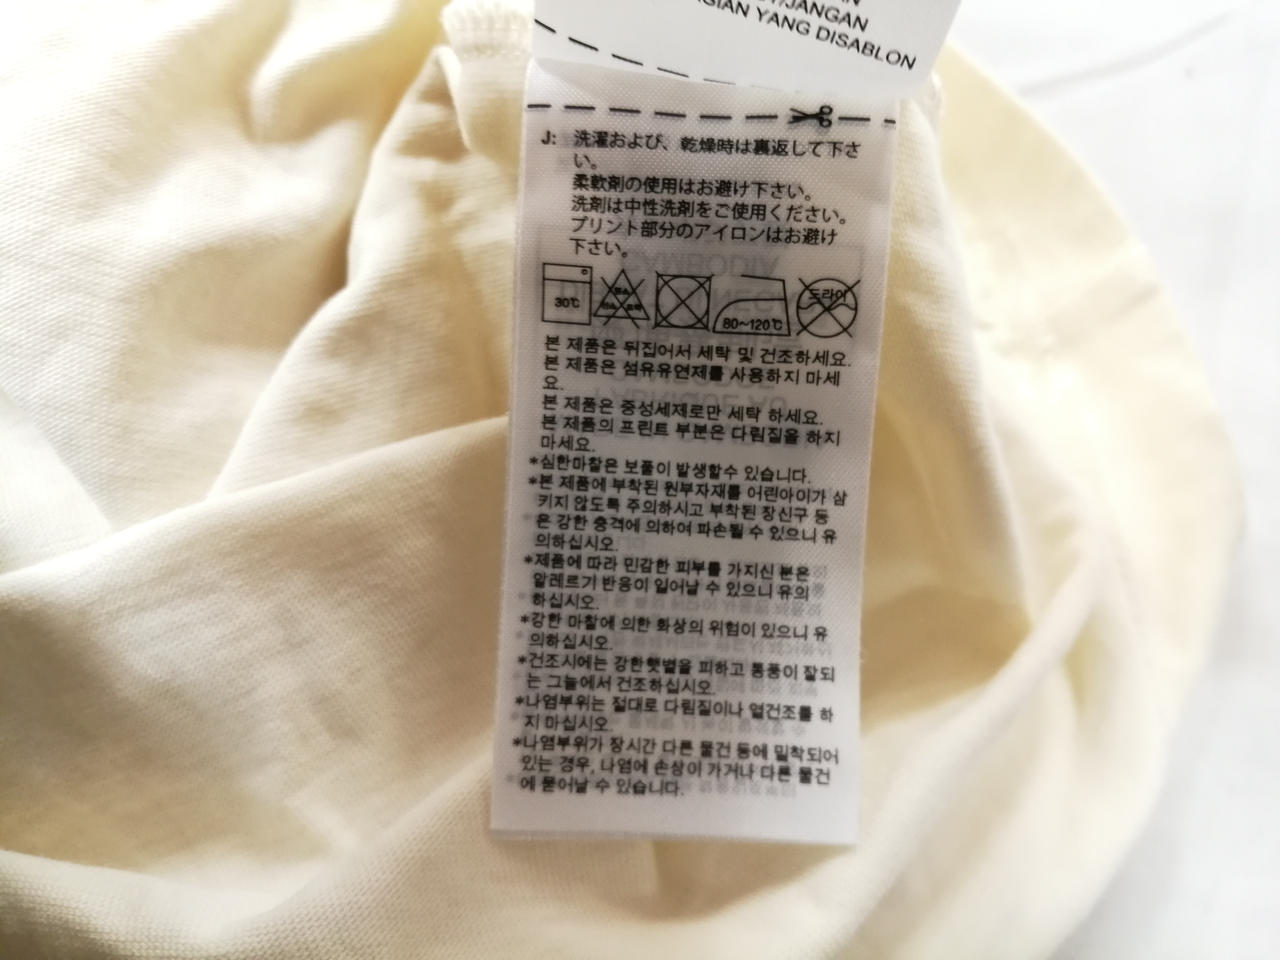 /JANGAN
GIAN YANG DISABLON
J: 洗濯および、乾燥時は裏返して下さ
い。
柔軟剤の使用はお避け下さい。
洗剤は中性洗剤をご使用ください。
プリント部分のアイロンはお避け
下さい。
30℃
80~120℃
드라이
본 제품은 뒤집어서 세탁 및 건조하세요.
본 제품은 섬유유연제를 사용하지 마세
요.
본 제품은 중성세제로만 세탁 하세요.
본 제품의 프린트 부분은 다림질을 하지
마세요.
*심한마찰은 보풀이 발생할수 있습니다.
*본 제품에 부착된 원부자재를 어린아이가 삼
키지 않도록 주의하시고 부착된 장신구 등
은 강한 충격에 의하여 파손될 수 있으니 유
의하십시오.
*제품에 따라 민감한 피부를 가지신 분은
알레르기 반응이 일어날 수 있으니 유의
하십시오.
*강한 마찰에 의한 화상의 위험이 있으니 유
의하십시오.
*건조시에는 강한햇볕을 피하고 통풍이 잘되
는 그늘에서 건조하십시오.
*나염부위는 절대로 다림질이나 열건조를 하
지 마십시오.
*나염부위가 장시간 다른 물건 등에 밀착되어
있는 경우, 나염에 손상이 가거나 다른 물건
에 묻어날 수 있습니다.